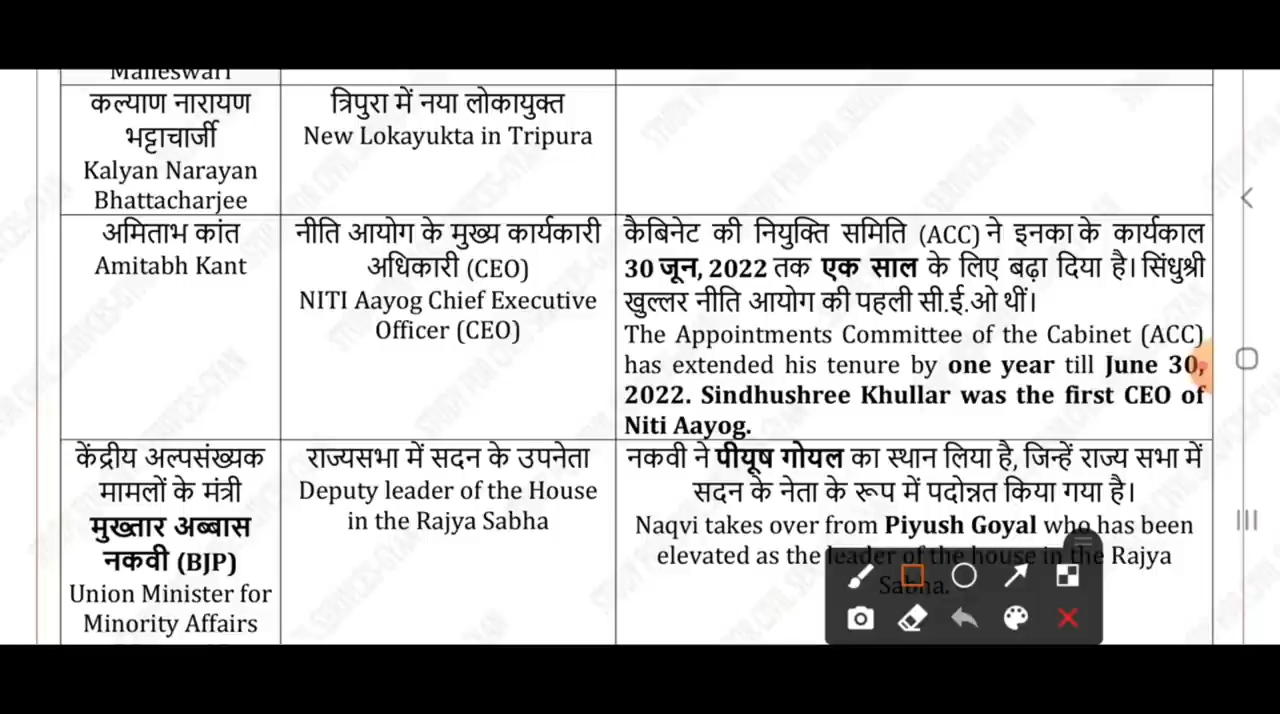 Maheswari
कल्याण नारायण
भट्टाचार्जी
Kalyan Narayan
Bhattacharjee
त्रिपुरा में नया लोकायुक्त
New Lokayukta in Tripura
अमिताभ कांत
Amitabh Kant
नीति आयोग के मुख्य कार्यकारी
अधिकारी (CEO)
NITI Aayog Chief Executive
Officer (CEO)
कैबिनेट की नियुक्ति समिति (ACC) ने इनका के कार्यकाल
30 जून, 2022 तक एक साल के लिए बढ़ा दिया है। सिंधुश्री
खुल्लर नीति आयोग की पहली सी.ई.ओ थीं।
The Appointments Committee of the Cabinet (ACC)
has extended his tenure by one year till June 30,
2022. Sindhushree Khullar was the first CEO of
Niti Aayog.
केंद्रीय अल्पसंख्यक
मामलों के मंत्री
मुख्तार अब्बास
नकवी (BJP)
Union Minister for
Minority Affairs
राज्यसभा में सदन के उपनेता
Deputy leader of the House
in the Rajya Sabha
नकवी ने पीयूष गोयल का स्थान लिया है, जिन्हें राज्य सभा में
सदन के नेता के रूप में पदोन्नत किया गया है।
Naqvi takes over from Piyush Goyal who has been
elevated as the leader of the house in the Rajya
Sabha.